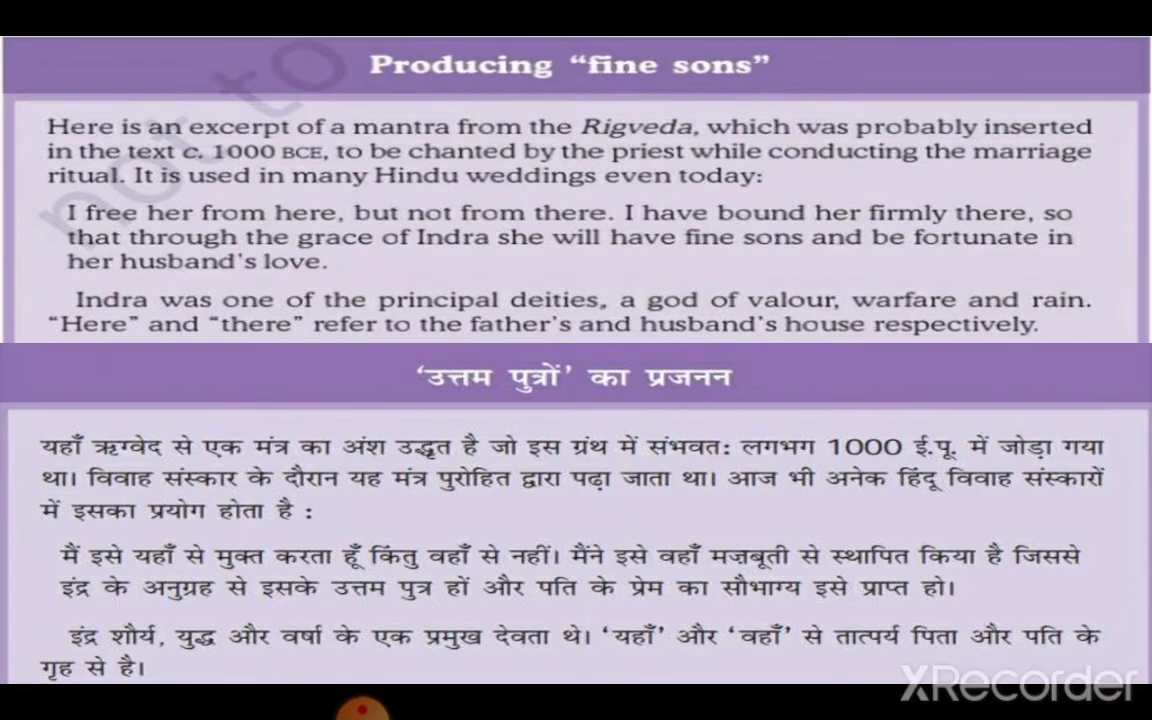 Producing “fine sons”
Here is an excerpt of a mantra from the Rigveda, which was probably inserted
in the text c. 1000 BCE, to be chanted by the priest while conducting the marriage
ritual. It is used in many Hindu weddings even today:
I free her from here, but not from there. I have bound her firmly there, so
that through the grace of Indra she will have fine sons and be fortunate in
her husband’s love.
Indra was one of the principal deities, a god of valour, warfare and rain.
“Here” and “there” refer to the father’s and husband’s house respectively.
‘उत्तम पुत्रों’ का प्रजनन
यहाँ ऋग्वेद से एक मंत्र का अंश उद्धृत है जो इस ग्रंथ में संभवत: लगभग 1000 ई.पू. में जोड़ा गया
था। विवाह संस्कार के दौरान यह मंत्र पुरोहित द्वारा पढ़ा जाता था। आज भी अनेक हिंदू विवाह संस्कारों
में इसका प्रयोग होता है :
मैं इसे यहाँ से मुक्त करता हूँ किंतु वहाँ से नहीं। मैंने इसे वहाँ मज़बूती से स्थापित किया है जिससे
इंद्र के अनुग्रह से इसके उत्तम पुत्र हों और पति के प्रेम का सौभाग्य इसे प्राप्त हो।
इंद्र शौर्य, युद्ध और वर्षा के एक प्रमुख देवता थे। ‘यहाँ’ और ‘वहाँ’ से तात्पर्य पिता और पति के
गृह से है।
not to
XRecorder